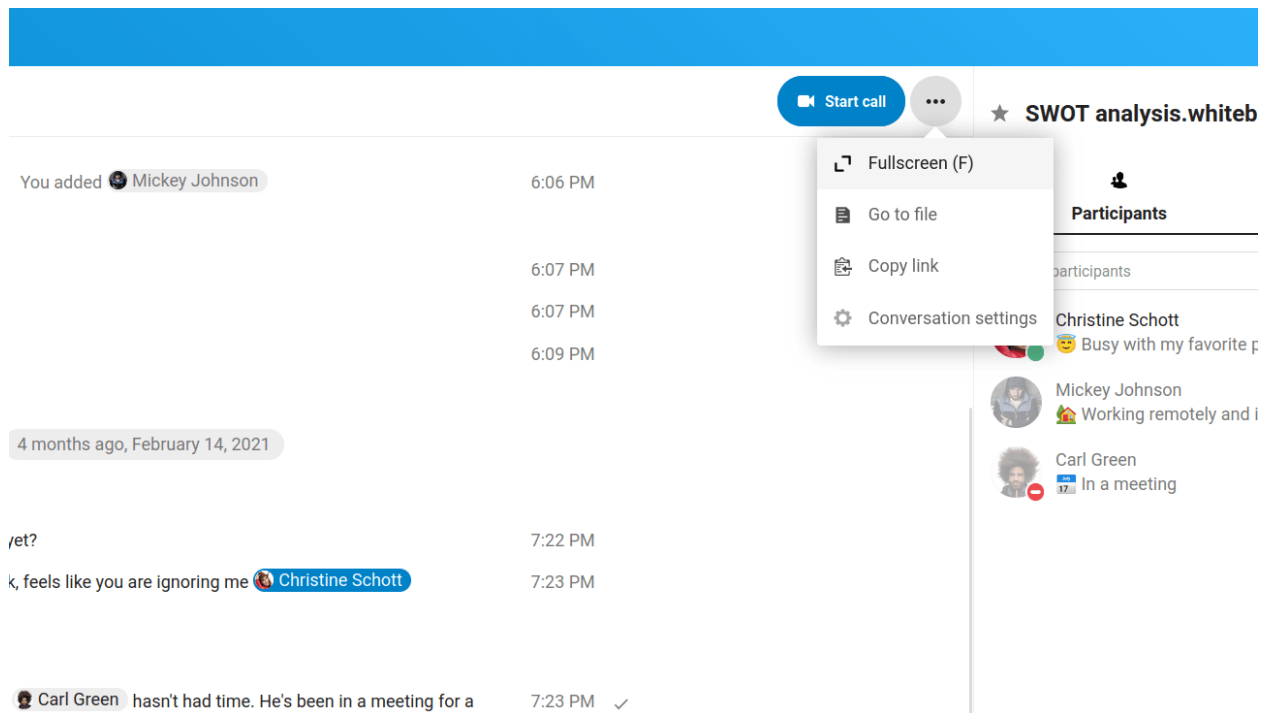 Start call
SWOT analysis.whiteb
You added Mickey Johnson 6:06 PM
Fullscreen (F)
Go to file
Copy link
Conversation settings
Participants
participants
6:07 PM
6:07 PM
6:09 PM
Christine Schott
Busy with my favorite p
Mickey Johnson
Working remotely and i
Carl Green
In a meeting
4 months ago, February 14, 2021
yet? 7:22 PM
k, feels like you are ignoring me Christine Schott 7:23 PM
Carl Green hasn't had time. He's been in a meeting for a 7:23 PM